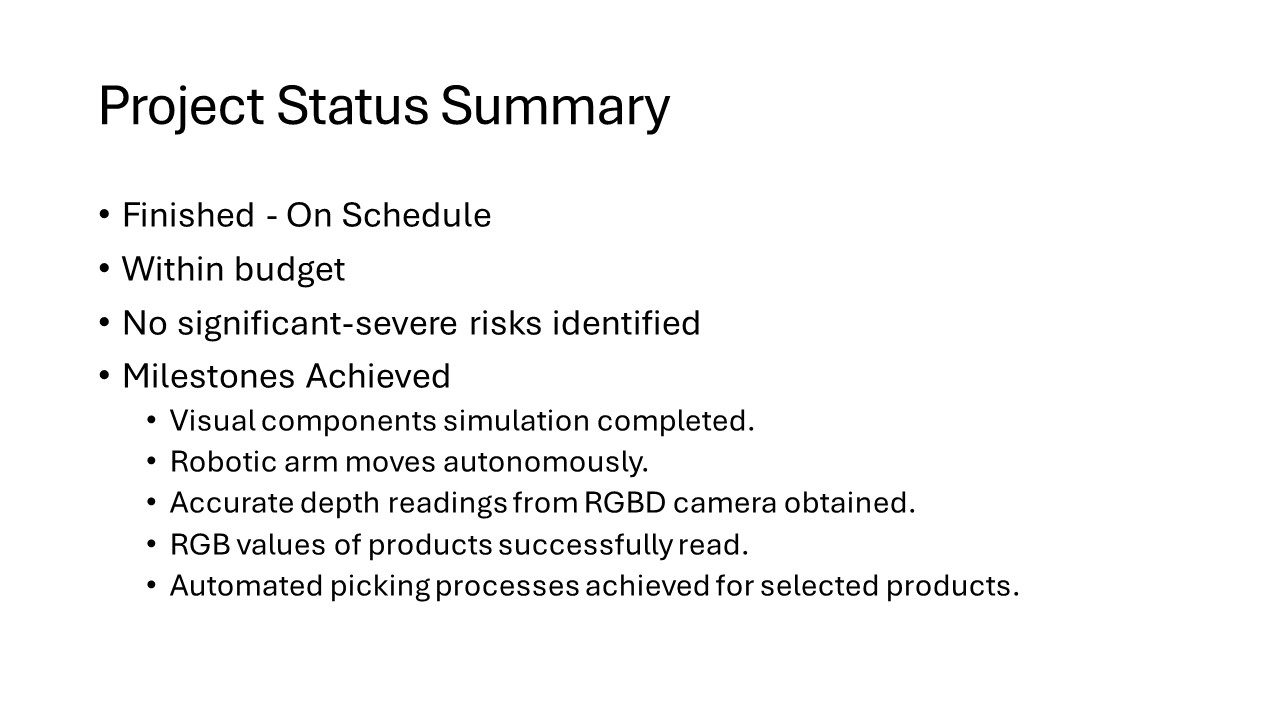 Project Status Summary
• Finished - On Schedule
• Within budget
• No significant-severe risks identified
• Milestones Achieved
• Visual components simulation completed.
• Robotic arm moves autonomously.
• Accurate depth readings from RGBD camera obtained.
• RGB values of products successfully read.
• Automated picking processes achieved for selected products.